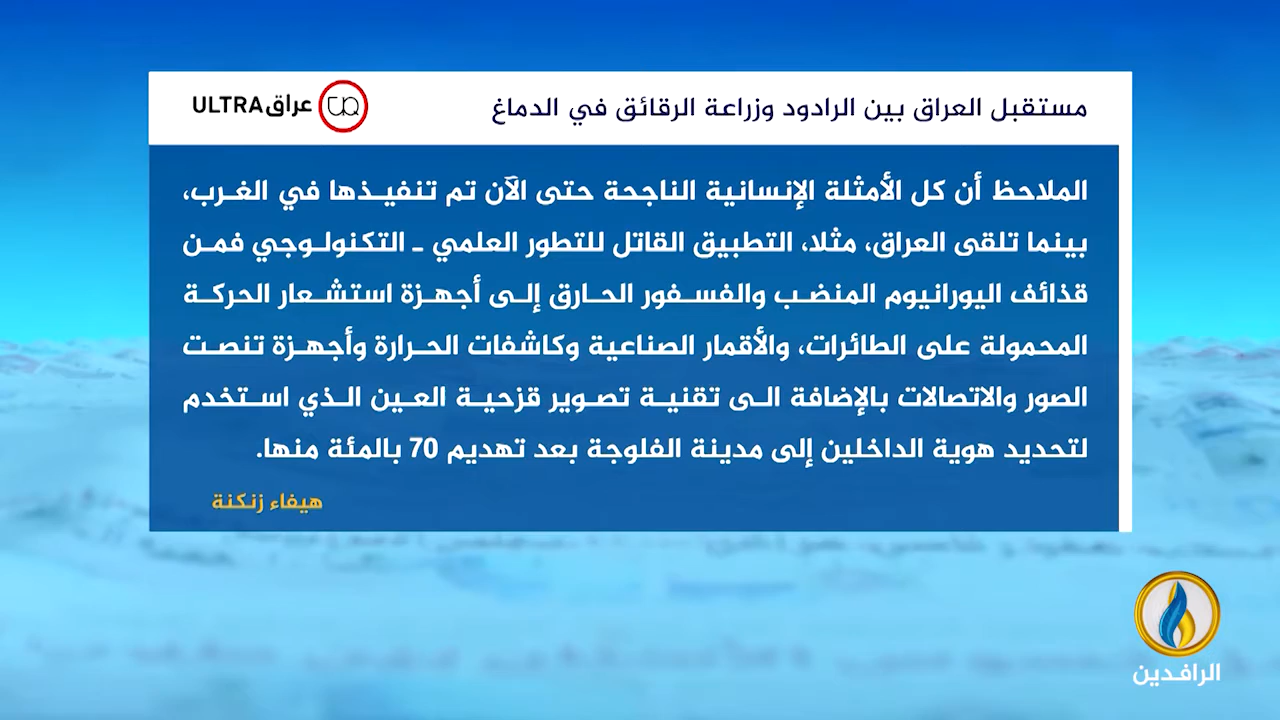 مستقبل العراق بين الرادود وزراعة الرقائق في الدماغ
عراق ULTRA
الملاحظ أن كل الأمثلة الإنسانية الناجحة حتى الآن تم تنفيذها في الغرب،
بينما تلقى العراق، مثلا، التطبيق القاتل للتطور العلمي ـ التكنولوجي فمن
قذائف اليورانيوم المنضب والفسفور الحارق إلى أجهزة استشعار الحركة
المحمولة على الطائرات، والأقمار الصناعية وكاشفات الحرارة وأجهزة تنصت
الصور والاتصالات بالإضافة الى تقنية تصوير قزحية العين الذي استخدم
لتحديد هوية الداخلين إلى مدينة الفلوجة بعد تهديم 70 بالمئة منها.
هيفاء زنكنة
الرافدين